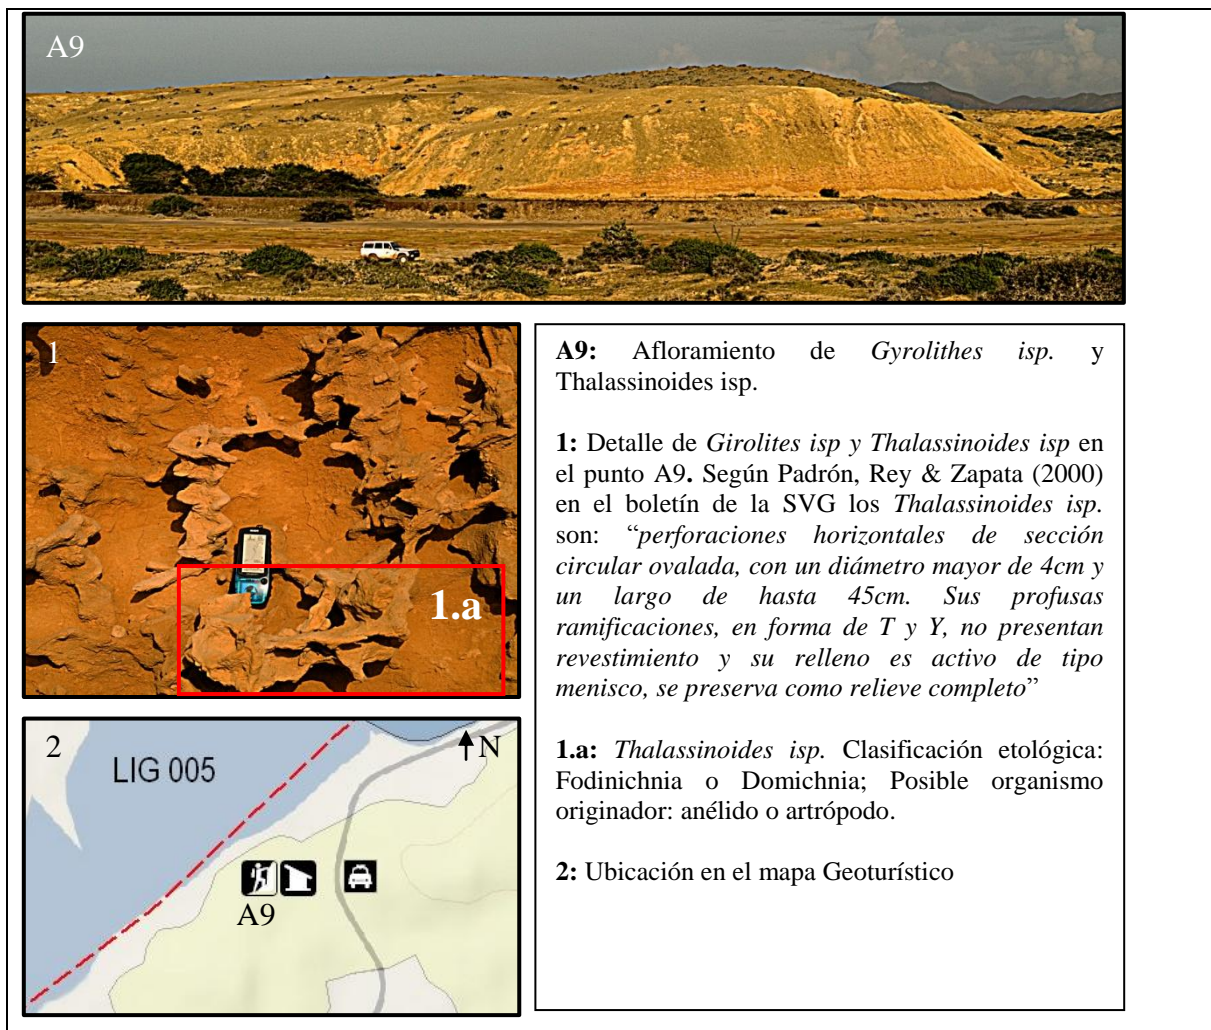 A9
1
1.a
2
N
LIG 005
A9
A9: Afloramiento de Gyrolithes isp. y
Thalassinoides isp.
1: Detalle de Girolites isp y Thalassinoides isp en
el punto A9. Según Padrón, Rey & Zapata (2000)
en el boletín de la SVG los Thalassinoides isp.
son: “perforaciones horizontales de sección
circular ovalada, con un diámetro mayor de 4cm y
un largo de hasta 45cm. Sus profusas
ramificaciones, en forma de T y Y, no presentan
revestimiento y su relleno es activo de tipo
menisco, se preserva como relieve completo”
1.a: Thalassinoides isp. Clasificación etológica:
Fodinichnia o Domichnia; Posible organismo
originador: anélido o artrópodo.
2: Ubicación en el mapa Geoturístico